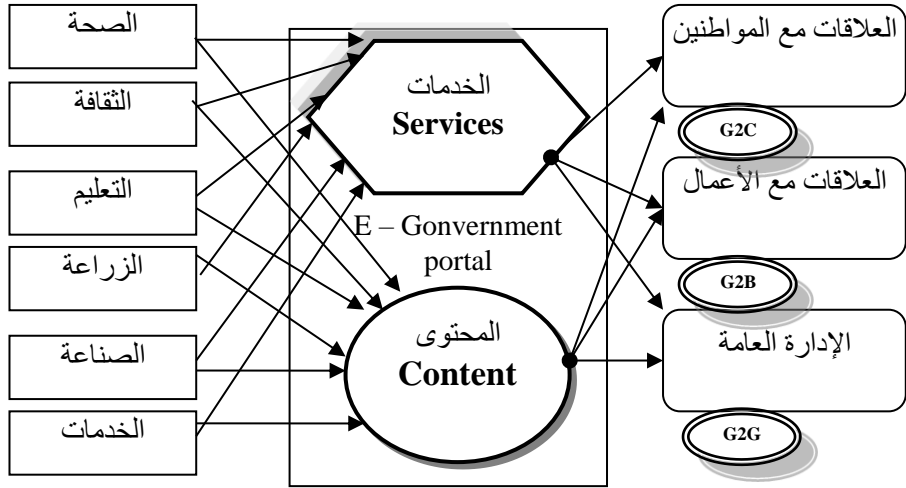 الصحة
الثقافة
التعليم
الزراعة
الصناعة
الخدمات
الخدمات
Services
E – Gonvernment
portal
المحتوى
Content
العلاقات مع المواطنين
G2C
العلاقات مع الأعمال
G2B
الإدارة العامة
G2G